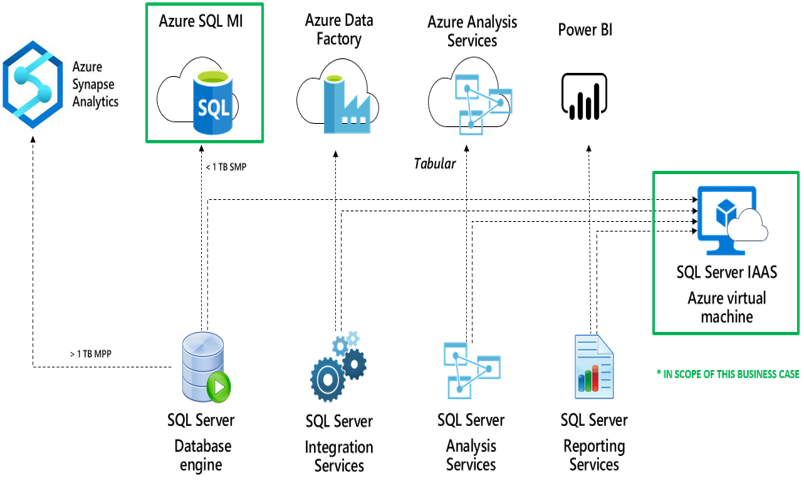 Azure SQL MI
Azure Data
Factory
Azure Analysis
Services
Power BI
Azure
Synapse
Analytics
SQL
< 1 TB SMP
Tabular
SQL Server IAAS
Azure virtual
machine
> 1 TB MPP
* IN SCOPE OF THIS BUSINESS CASE
SQL Server
Database
engine
SQL Server
Integration
Services
SQL Server
Analysis
Services
SQL Server
Reporting
Services